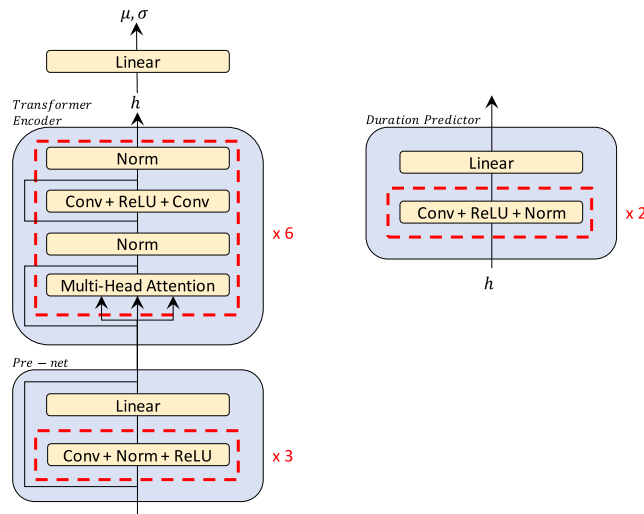 μ, σ
Linear
Transformer
Encoder
h
Norm
Conv + ReLU + Conv
Norm
Multi-Head Attention
x 6
Pre − net
Linear
Conv + Norm + ReLU
x 3
Duration Predictor
Linear
Conv + ReLU + Norm
x 2
h